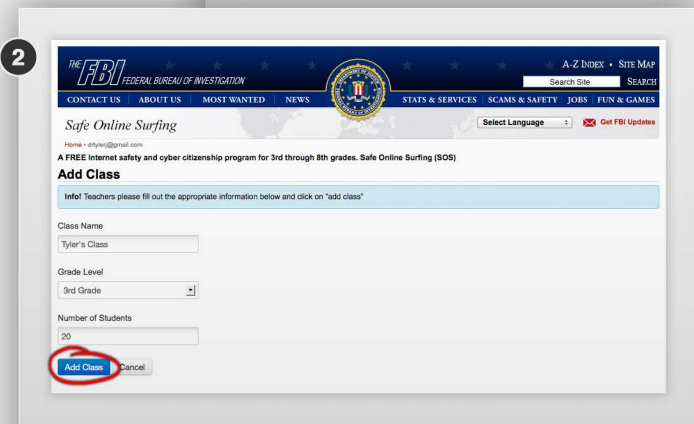 2
THE FBI FEDERAL BUREAU OF INVESTIGATION
A-Z INDEX • SITE MAP
Search Site SEARCH
CONTACT US ABOUT US MOST WANTED NEWS STATS & SERVICES SCAMS & SAFETY JOBS FUN & GAMES
Safe Online Surfing
Select Language Get FBI Updates
Home • drtylerj@gmail.com
A FREE Internet safety and cyber citizenship program for 3rd through 8th grades. Safe Online Surfing (SOS)
Add Class
Info! Teachers please fill out the appropriate information below and click on "add class"
Class Name
Tyler's Class
Grade Level
3rd Grade
Number of Students
20
Add Class Cancel